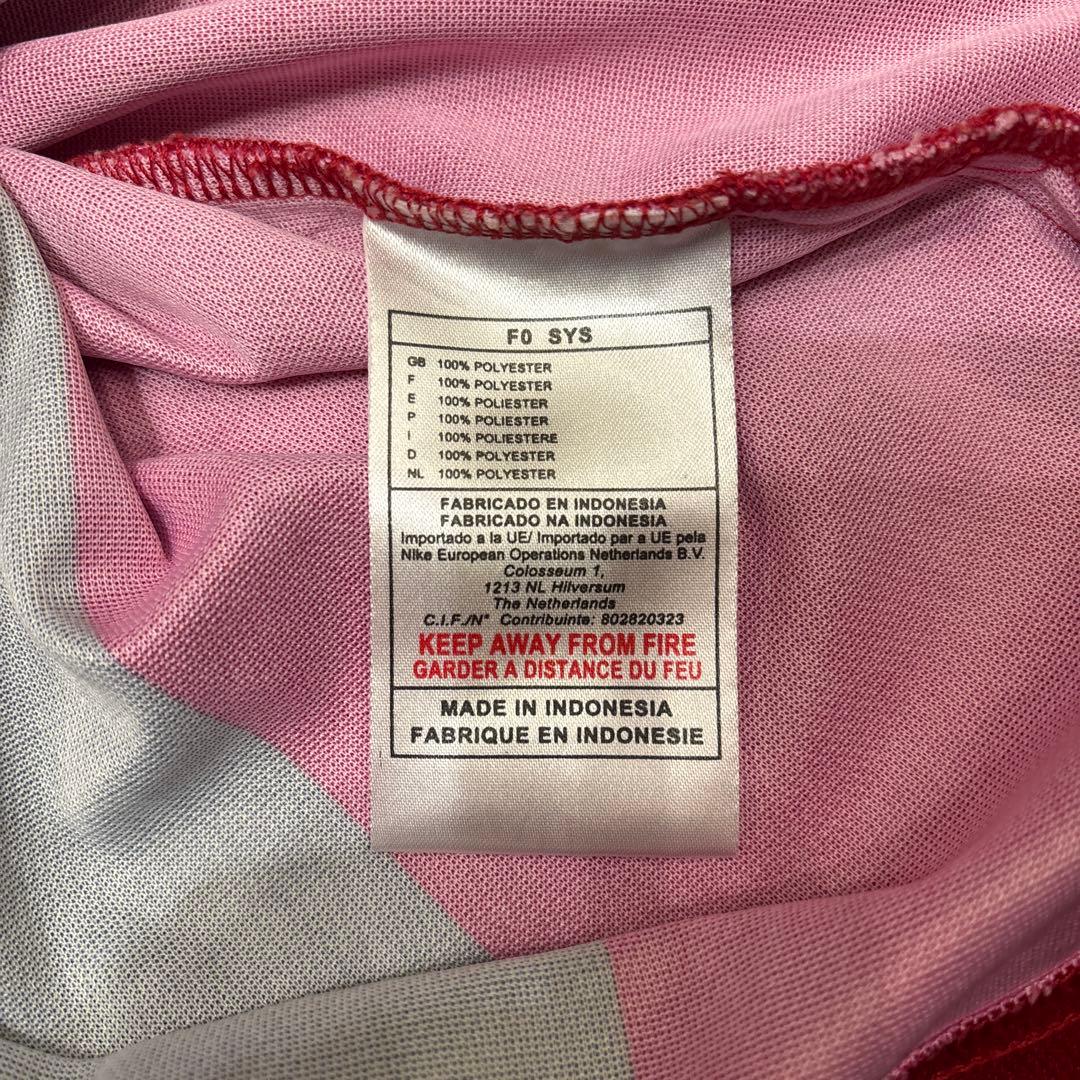 F0 SYS
GB 100% POLYESTER
F 100% POLYESTER
E 100% POLIESTER
P 100% POLIESTER
I 100% POLIESTERE
D 100% POLYESTER
NL 100% POLYESTER
FABRICADO EN INDONESIA
FABRICADO NA INDONESIA
Importado a la UE/ Importado par a UE pela
Nike European Operations Netherlands B.V.
Colosseum 1,
1213 NL Hilversum
The Netherlands
C.I.F./N° Contribuinte: 802820323
KEEP AWAY FROM FIRE
GARDER A DISTANCE DU FEU
MADE IN INDONESIA
FABRIQUE EN INDONESIE